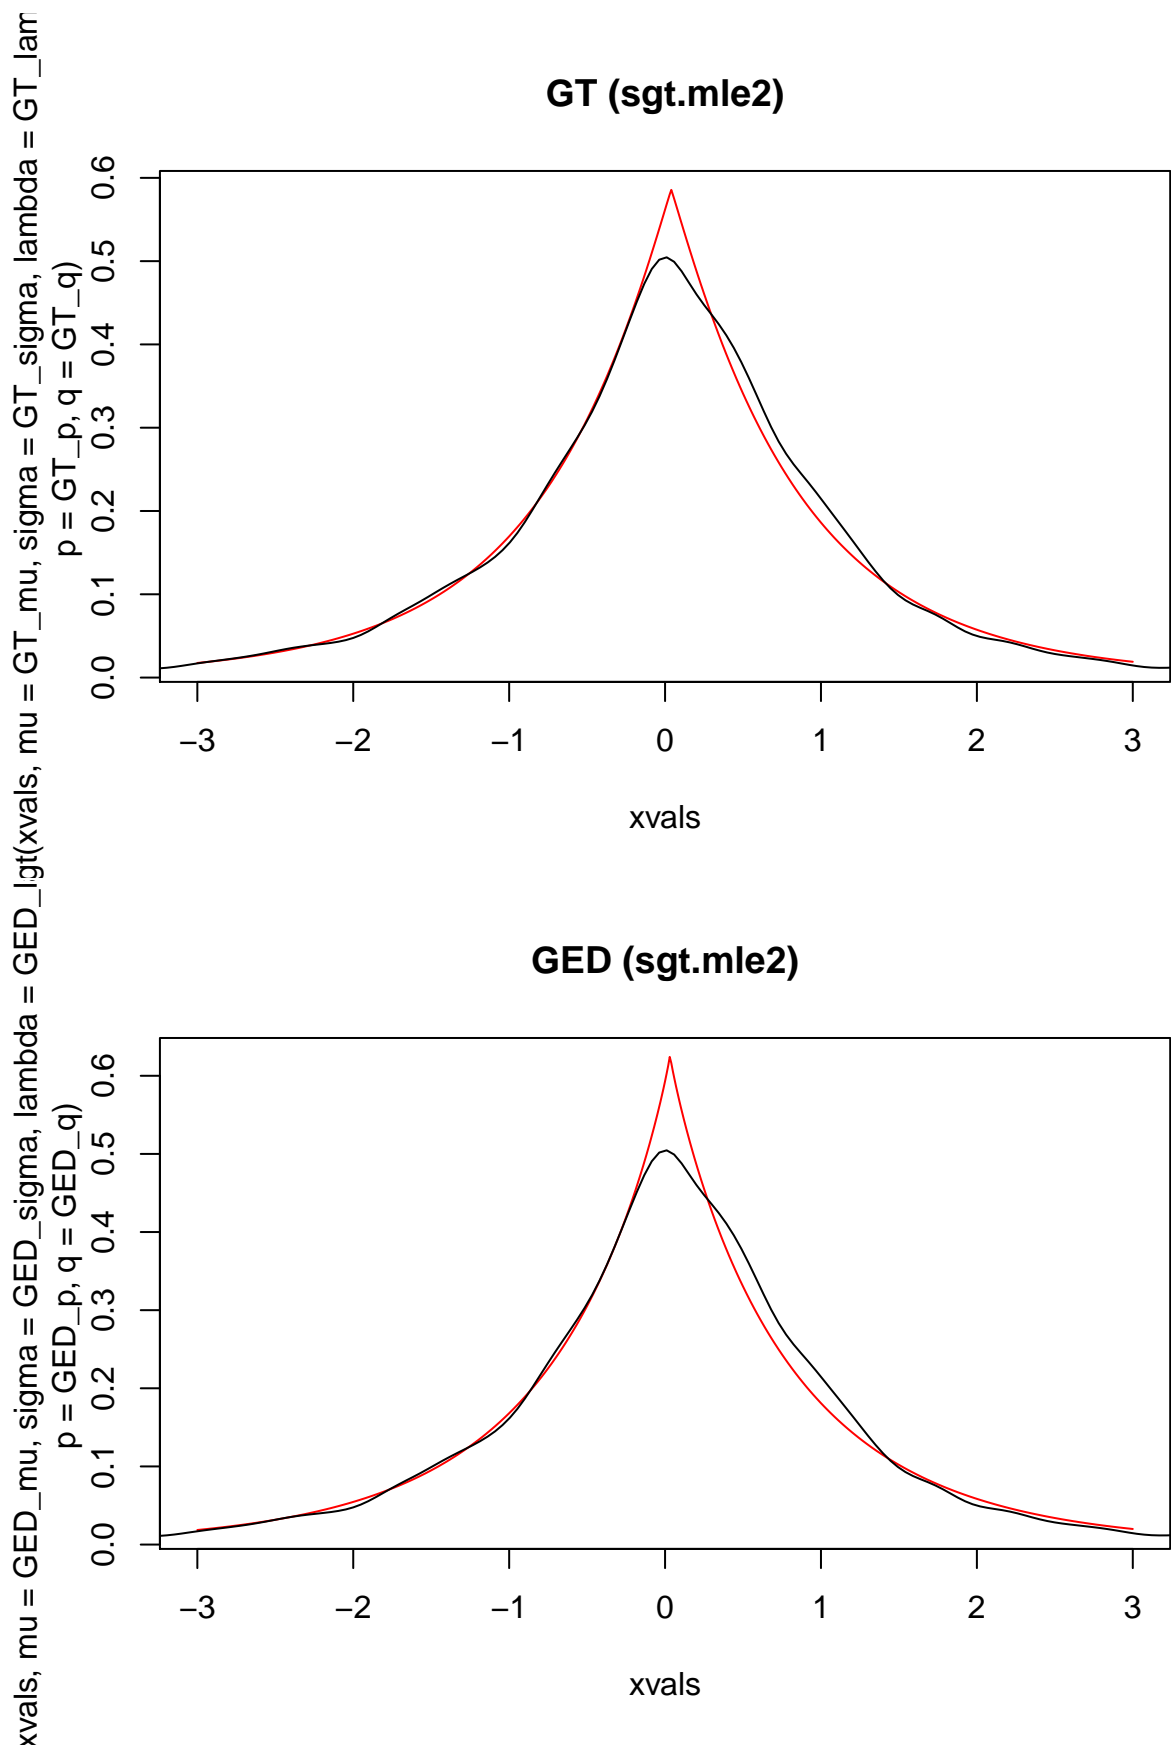 GT (sgt.mle2)
mu = GT_mu, sigma = GT_sigma, lambda =
p = GT_p, q = GT_q)
0.0 0.1 0.2 0.3 0.4 0.5 0.6
−3 −2 −1 0 1 2 3
xvals
GED (sgt.mle2)
xvals, mu = GED_mu, sigma = GED_sigma, lambda =
p = GED_p, q = GED_q)
0.0 0.1 0.2 0.3 0.4 0.5 0.6
−3 −2 −1 0 1 2 3
xvals